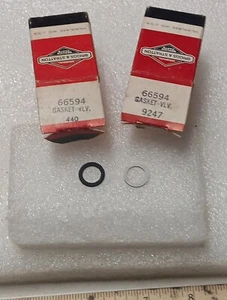 BRIGGS & STRATTON
66594
GASKET-VLV.
440
BRIGGS & STRATTON
66594
GASKET-VLV.
9247